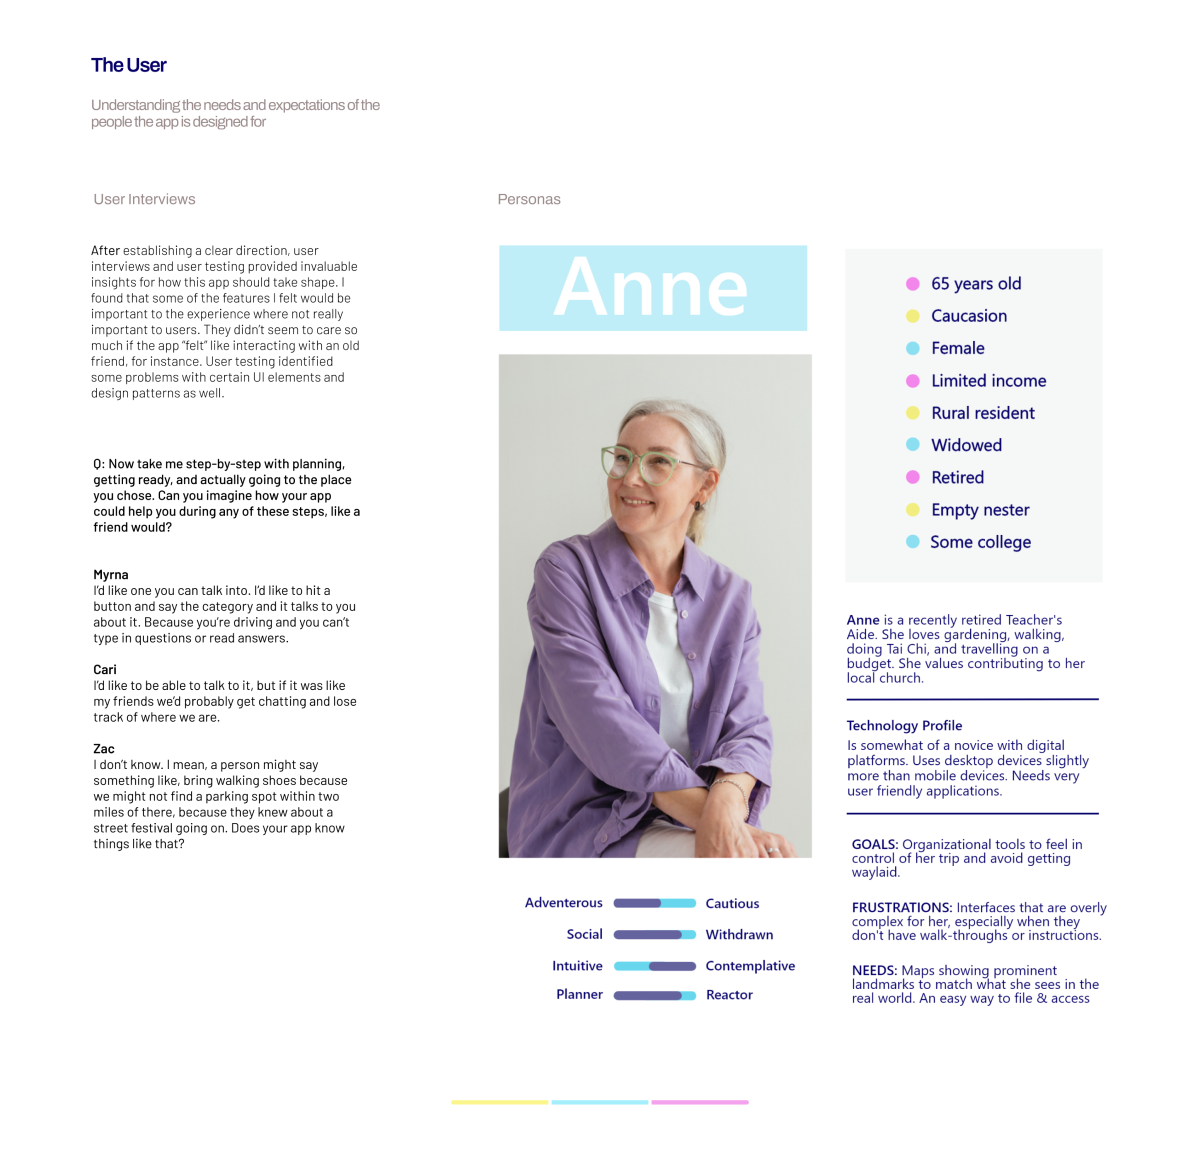 The User
Understanding the needs and expectations of the
people the app is designed for
User Interviews
After establishing a clear direction, user
interviews and user testing provided invaluable
insights for how this app should take shape. I
found that some of the features I felt would be
important to the experience where not really
important to users. They didn't seem to care so
much if the app "felt" like interacting with an old
friend, for instance. User testing identified
some problems with certain UI elements and
design patterns as well.
Q: Now take me step-by-step with planning,
getting ready, and actually going to the place
you chose. Can you imagine how your app
could help you during any of these steps, like a
friend would?
Myrna
I'd like one you can talk into. I'd like to hit a
button and say the category and it talks to you
about it. Because you're driving and you can't
type in questions or read answers.
Cari
I'd like to be able to talk to it, but if it was like
my friends we'd probably get chatting and lose
track of where we are.
Zac
I don't know. I mean, a person might say
something like, bring walking shoes because
we might not find a parking spot within two
miles of there, because they knew about a
street festival going on. Does your app know
things like that?
Personas
Anne
Adventerous Cautious
Social Withdrawn
Intuitive Contemplative
Planner Reactor
65 years old
Caucasion
Female
Limited income
Rural resident
Widowed
Retired
Empty nester
Some college
Anne is a recently retired Teacher's
Aide. She loves gardening, walking,
doing Tai Chi, and travelling on a
budget. She values contributing to her
local church.
Technology Profile
Is somewhat of a novice with digital
platforms. Uses desktop devices slightly
more than mobile devices. Needs very
user friendly applications.
GOALS: Organizational tools to feel in
control of her trip and avoid getting
waylaid.
FRUSTRATIONS: Interfaces that are overly
complex for her, especially when they
don't have walk-throughs or instructions.
NEEDS: Maps showing prominent
landmarks to match what she sees in the
real world. An easy way to file & access